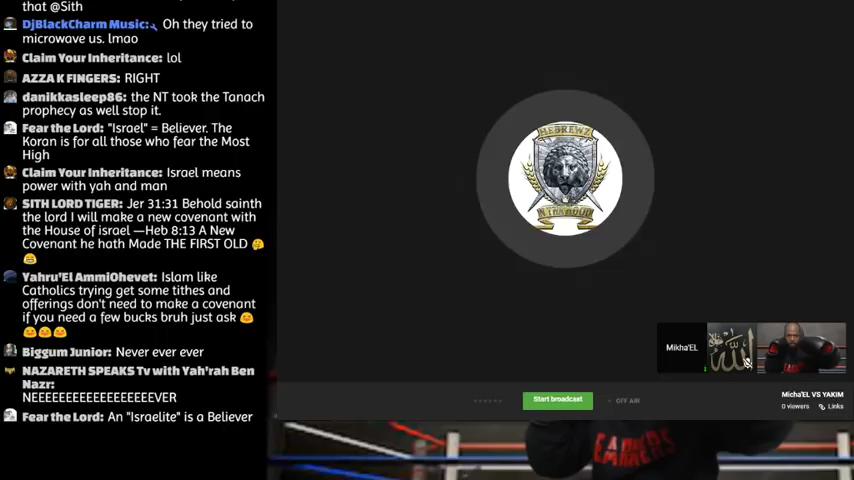 that @Sith
DjBlackCharm Music: Oh they tried to
microwave us. lmao
Claim Your Inheritance: lol
AZZA K FINGERS: RIGHT
danikkasleep86: the NT took the Tanach
prophecy as well stop it.
Fear the Lord: "Israel" = Believer. The
Koran is for all those who fear the Most
High
Claim Your Inheritance: Israel means
power with yah and man
SITH LORD TIGER: Jer 31:31 Behold sainth
the lord I will make a new covenant with
the House of israel —Heb 8:13 A New
Covenant he hath Made THE FIRST OLD 🤔
😂
Yahru'El AmmiOhevet: Islam like
Catholics trying get some tithes and
offerings don't need to make a covenant
if you need a few bucks bruh just ask 😊
😊😊😊
Biggum Junior: Never ever ever
NAZARETH SPEAKS Tv with Yah'rah Ben
Nazr:
NEEEEEEEEEEEEEEEEEEVER
Fear the Lord: An "Israelite" is a Believer
HEBREWZ
N THA HOOD
Mikha'EL
الله
Start broadcast
OFF AIR
Micha'EL VS YAKIM
0 viewers
Links